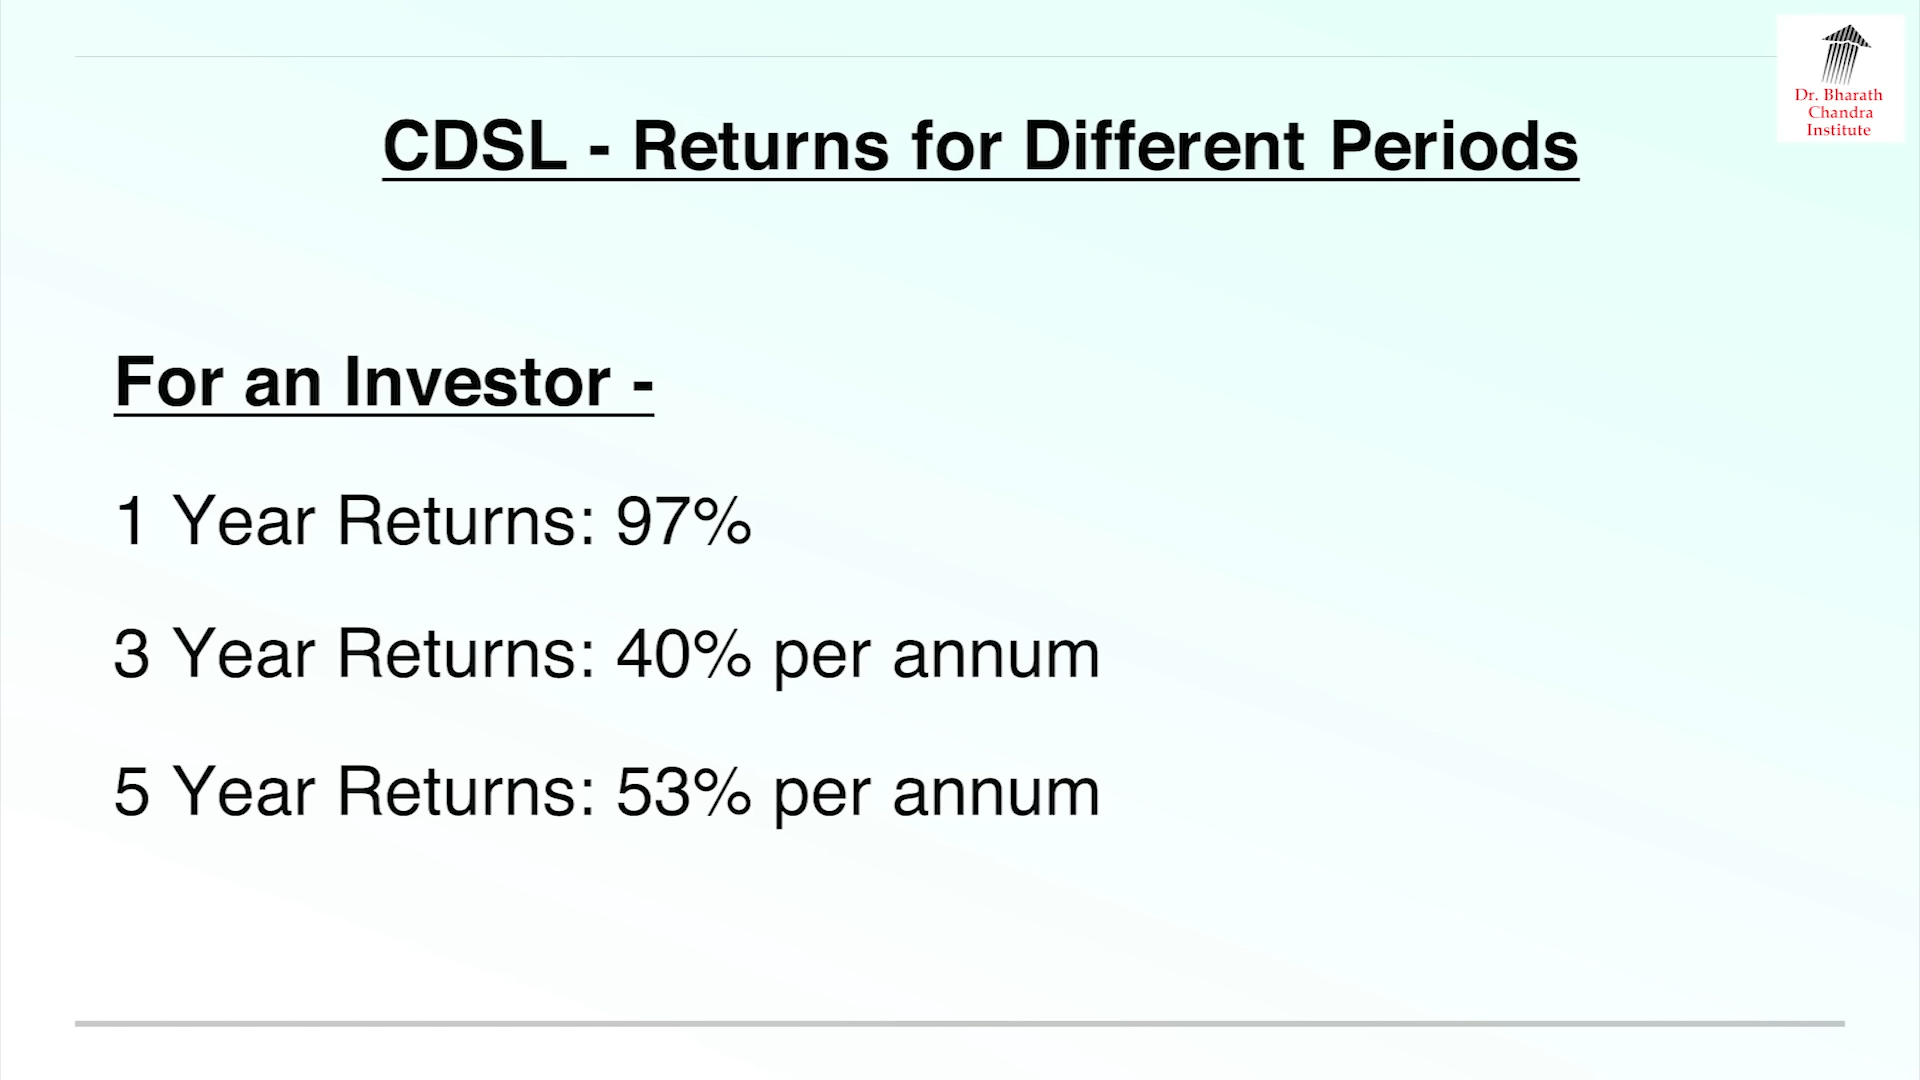 Dr. Bharath
Chandra
Institute
CDSL - Returns for Different Periods
For an Investor -
1 Year Returns: 97%
3 Year Returns: 40% per annum
5 Year Returns: 53% per annum